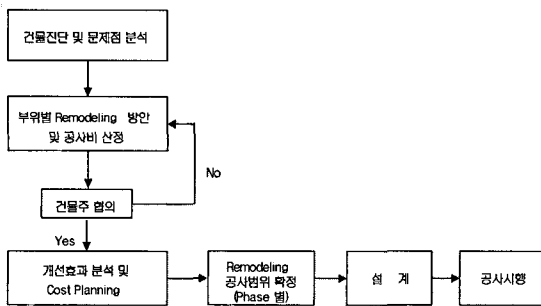 건물진단 및 문제점 분석
부위별 Remodeling 방안
및 공사비 산정
No
건물주 협의
Yes
개선효과 분석 및
Cost Planning
Remodeling
공사범위 확정
(Phase 별)
설 계
공사시행